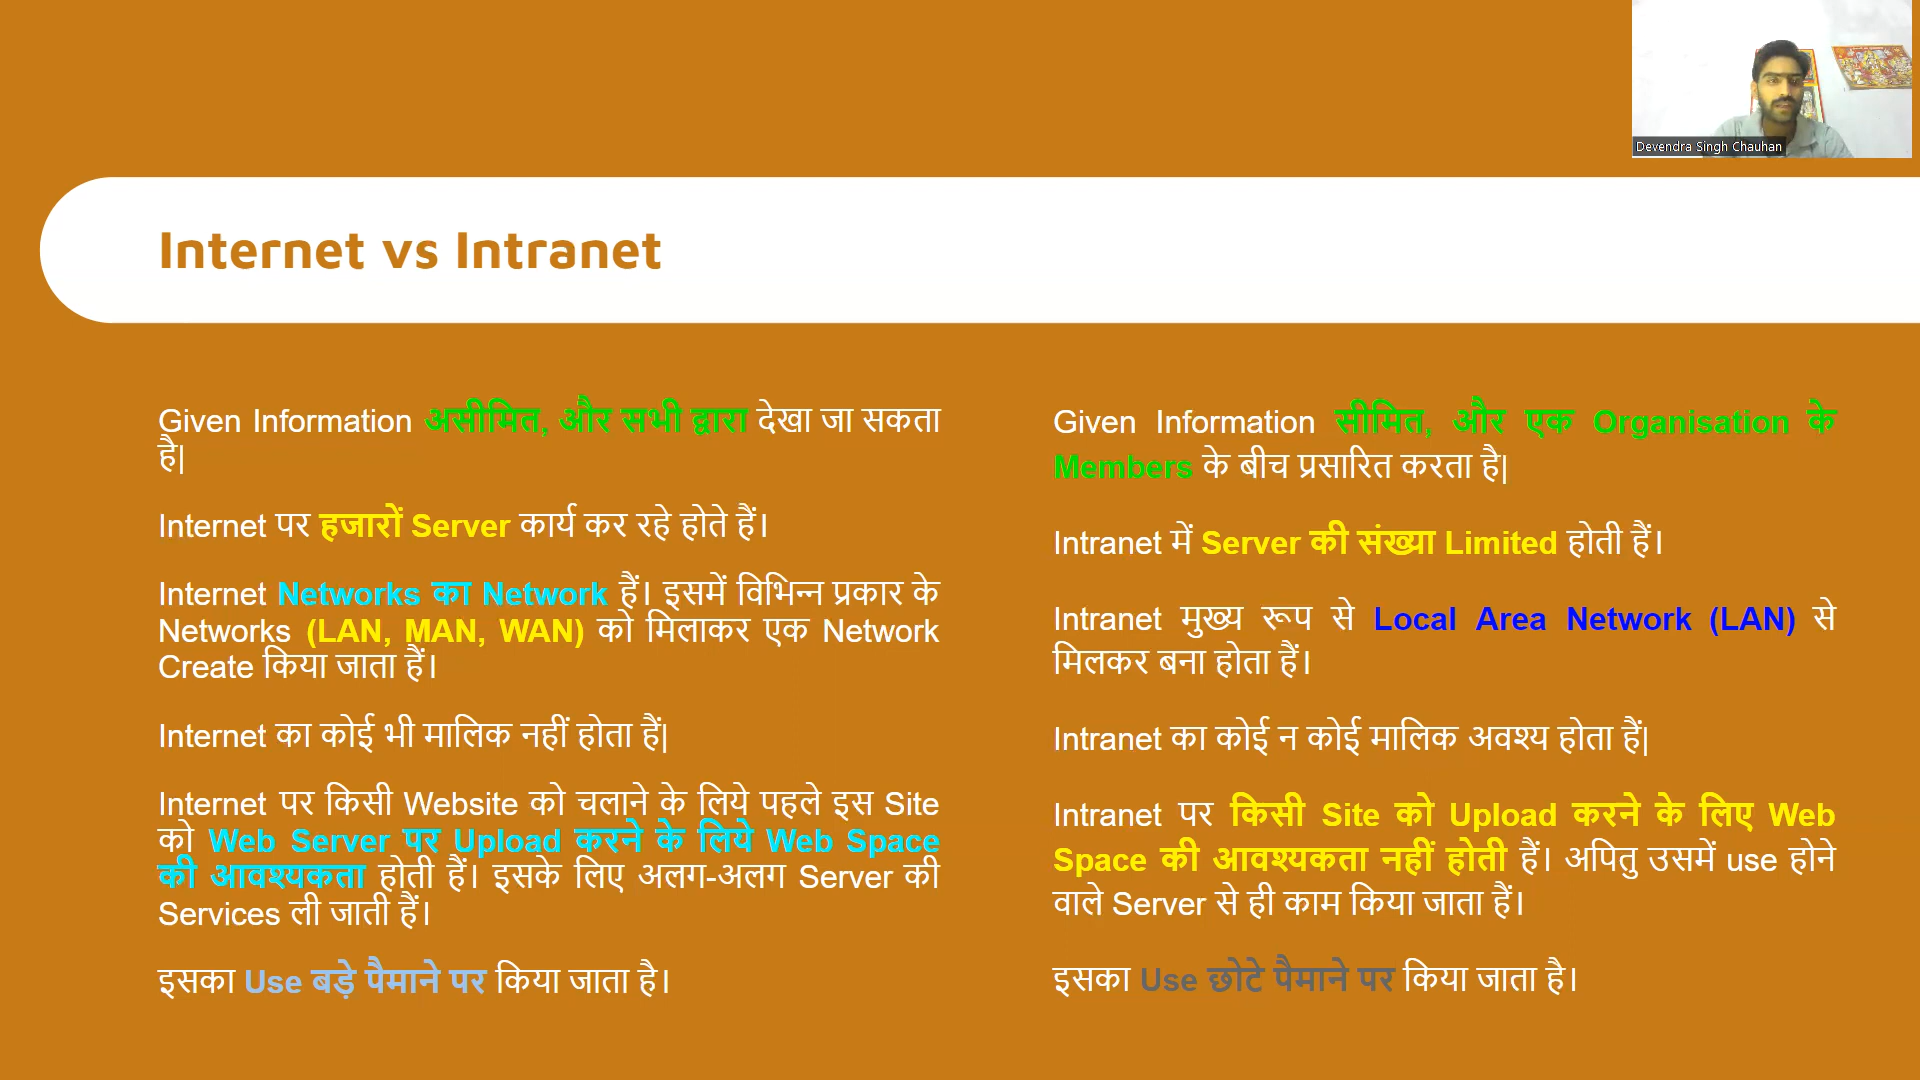 Devendra Singh Chauhan
Internet vs Intranet
Given Information असीमित, और सभी द्वारा देखा जा सकता
है|
Internet पर हजारों Server कार्य कर रहे होते हैं।
Internet Networks का Network हैं। इसमें विभिन्न प्रकार के
Networks (LAN, MAN, WAN) को मिलाकर एक Network
Create किया जाता हैं।
Internet का कोई भी मालिक नहीं होता हैं|
Internet पर किसी Website को चलाने के लिये पहले इस Site
को Web Server पर Upload करने के लिये Web Space
की आवश्यकता होती हैं। इसके लिए अलग-अलग Server की
Services ली जाती हैं।
इसका Use बड़े पैमाने पर किया जाता है।
Given Information सीमित, और एक Organisation के
Members के बीच प्रसारित करता है|
Intranet में Server की संख्या Limited होती हैं।
Intranet मुख्य रूप से Local Area Network (LAN) से
मिलकर बना होता हैं।
Intranet का कोई न कोई मालिक अवश्य होता हैं|
Intranet पर किसी Site को Upload करने के लिए Web
Space की आवश्यकता नहीं होती हैं। अपितु उसमें use होने
वाले Server से ही काम किया जाता हैं।
इसका Use छोटे पैमाने पर किया जाता है।